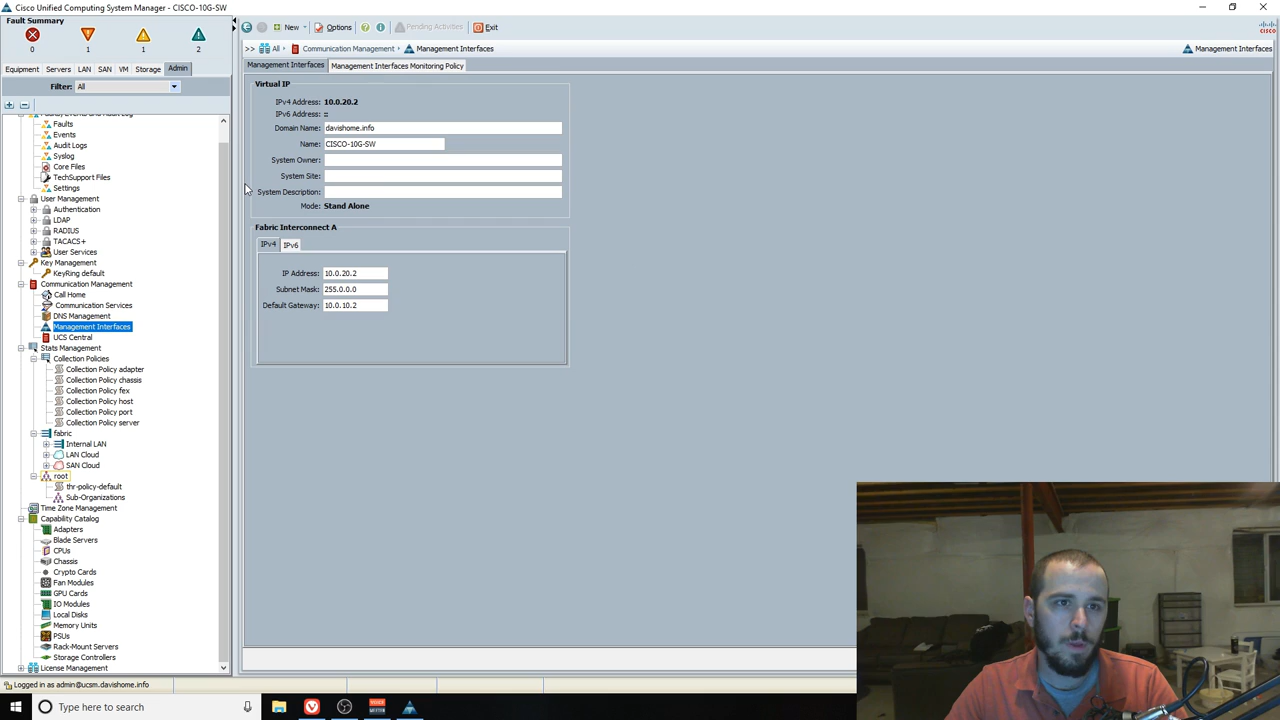 Cisco Unified Computing System Manager - CISCO-10G-SW
Fault Summary
0 1 1 2
Equipment Servers LAN SAN VM Storage Admin
Filter: All
Faults
Events
Audit Logs
Syslog
Core Files
TechSupport Files
Settings
User Management
Authentication
LDAP
RADIUS
TACACS+
User Services
Key Management
KeyRing default
Communication Management
Call Home
Communication Services
DNS Management
Management Interfaces
UCS Central
Stats Management
Collection Policies
Collection Policy adapter
Collection Policy chassis
Collection Policy fex
Collection Policy host
Collection Policy port
Collection Policy server
fabric
Internal LAN
LAN Cloud
SAN Cloud
root
thr-policy-default
Sub-Organizations
Time Zone Management
Capability Catalog
Adapters
Blade Servers
CPUs
Chassis
Crypto Cards
Fan Modules
GPU Cards
IO Modules
Local Disks
Memory Units
PSUs
Rack-Mount Servers
Storage Controllers
License Management
Logged in as admin@ucsm.davishome.info
New Options Pending Activities Exit
CISCO
>> All Communication Management Management Interfaces
Management Interfaces
Management Interfaces Management Interfaces Monitoring Policy
Virtual IP
IPv4 Address: 10.0.20.2
IPv6 Address: ::
Domain Name: davishome.info
Name: CISCO-10G-SW
System Owner:
System Site:
System Description:
Mode: Stand Alone
Fabric Interconnect A
IPv4 IPv6
IP Address: 10.0.20.2
Subnet Mask: 255.0.0.0
Default Gateway: 10.0.10.2
Type here to search